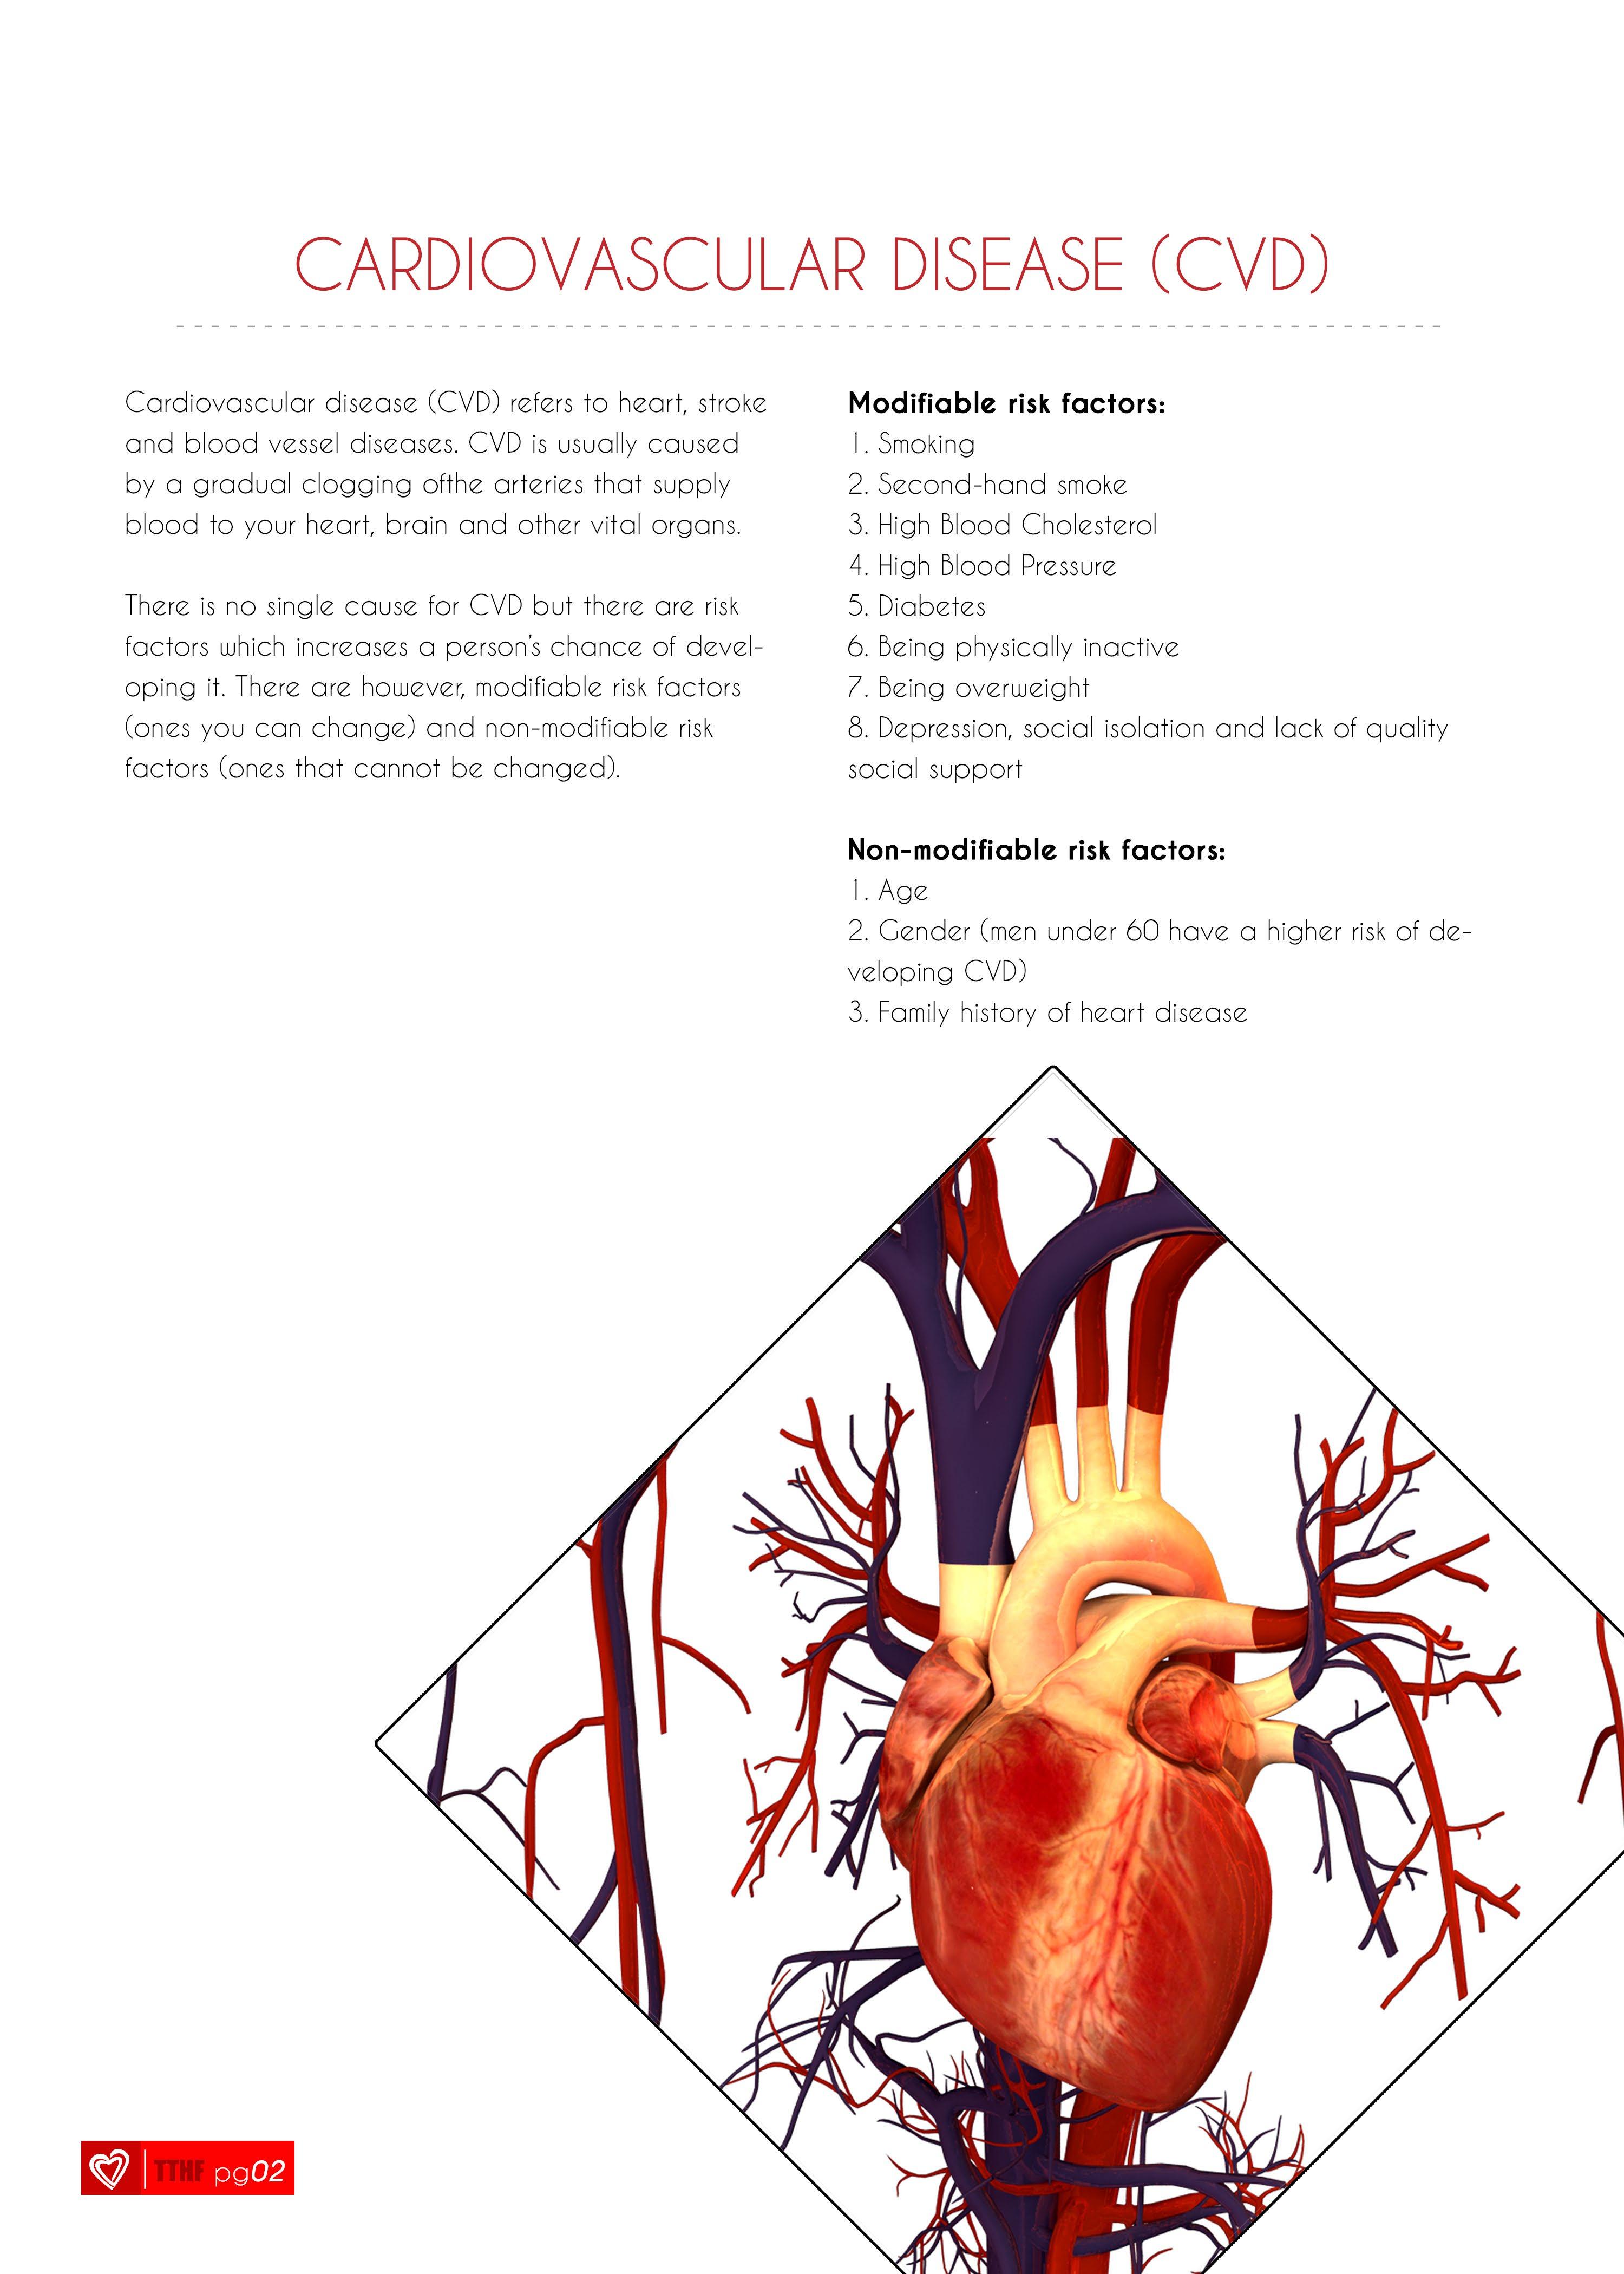 CARDIOVASCULAR DISEASE (CVD)
Cardiovascular disease (CVD) refers to heart, stroke
and blood vessel diseases. CVD is usually caused
by a gradual clogging ofthe arteries that supply
blood to your heart, brain and other vital organs.
There is no single cause for CVD but there are risk
factors which increases a person's chance of devel-
oping it. There are however, modifiable risk factors
(ones you can change) and non-modifiable risk
factors (ones that cannot be changed).
Modifiable risk factors:
1. Smoking
2. Second-hand smoke
3. High Blood Cholesterol
4. High Blood Pressure
5. Diabetes
6. Being physically inactive
7. Being overweight
8. Depression, social isolation and lack of quality
social support
Non-modifiable risk factors:
1. Age
2. Gender (men under 60 have a higher risk of de-
veloping CVD)
3. Family history of heart disease
TTHF pg02